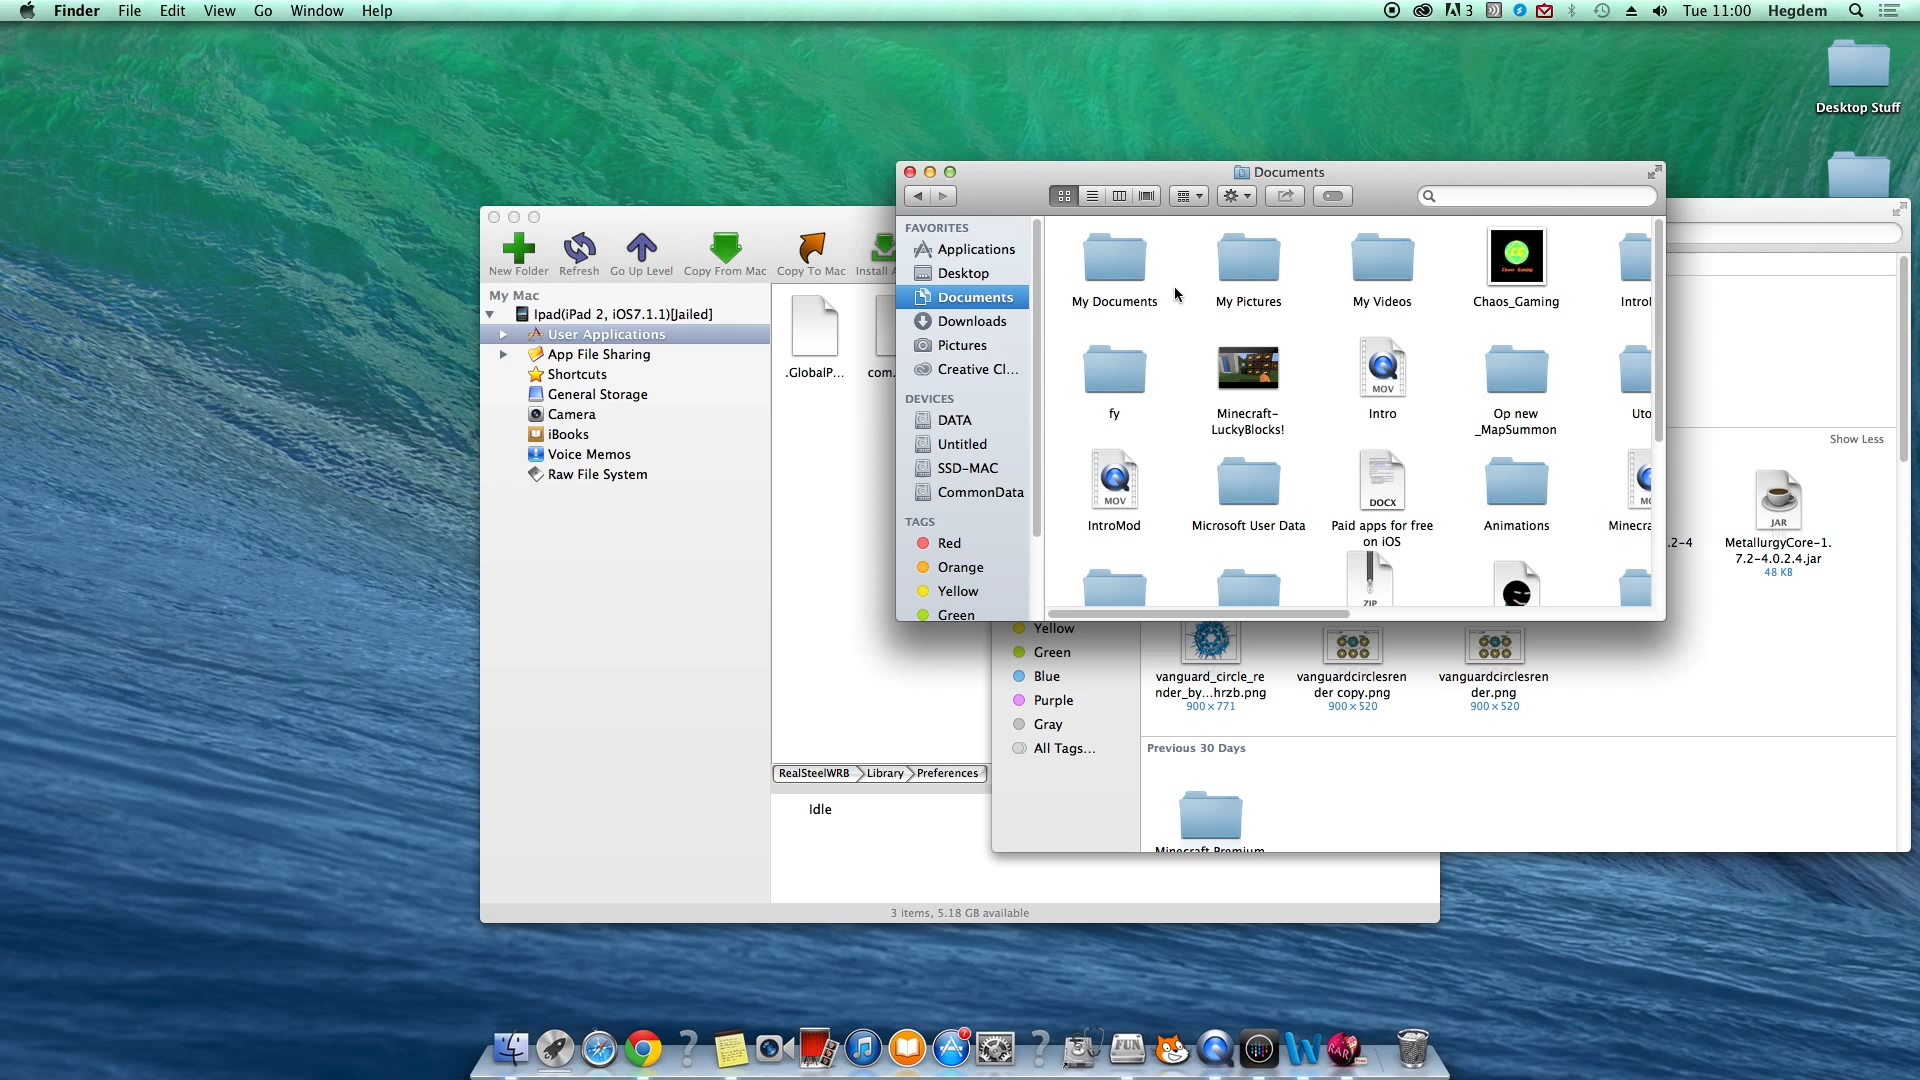 Finder File Edit View Go Window Help
3 Tue 11:00 Hegdem
Desktop Stuff
Documents
FAVORITES
Applications
Desktop
Documents
Downloads
Pictures
Creative Cl...
DEVICES
DATA
Untitled
SSD-MAC
CommonData
TAGS
Red
Orange
Yellow
Green
My Documents
My Pictures
My Videos
Chaos_Gaming
fy
Minecraft-
LuckyBlocks!
MOV
Intro
Op new
_MapSummon
MOV
IntroMod
Microsoft User Data
DOCX
Paid apps for free
on iOS
Animations
ZIP
New Folder
Refresh
Go Up Level
Copy From Mac
Copy To Mac
My Mac
Ipad(iPad 2, iOS7.1.1)[Jailed]
User Applications
App File Sharing
Shortcuts
General Storage
Camera
iBooks
Voice Memos
Raw File System
.GlobalP...
com.
RealSteelWRB Library Preferences
Idle
3 items, 5.18 GB available
Show Less
JAR
MetallurgyCore-1.
7.2-4.0.2.4.jar
48 KB
Yellow
Green
Blue
Purple
Gray
All Tags...
vanguard_circle_re
nder_by...hrzb.png
900×771
vanguardcirclesren
der copy.png
900×520
vanguardcirclesren
der.png
900×520
Previous 30 Days
Minecraft Premium
7
FUN
RAR